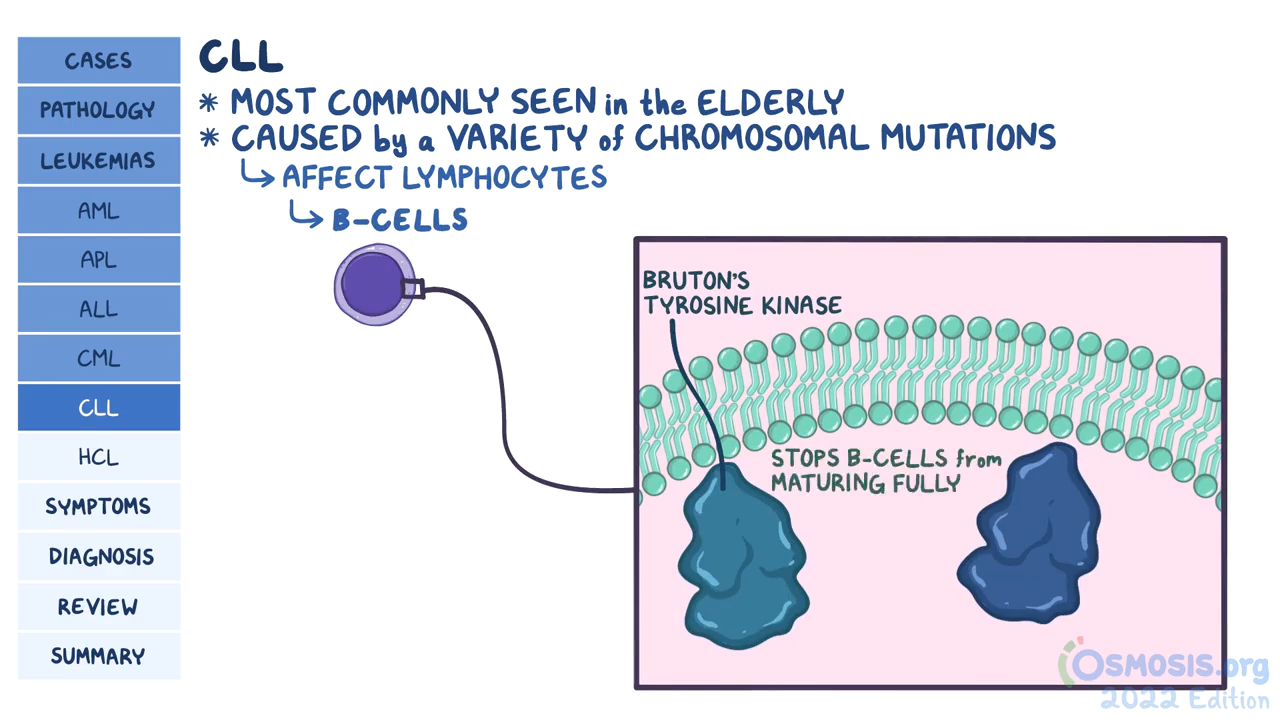 CASES
PATHOLOGY
LEUKEMIAS
AML
APL
ALL
CML
CLL
HCL
SYMPTOMS
DIAGNOSIS
REVIEW
SUMMARY
CLL
* MOST COMMONLY SEEN in the ELDERLY
* CAUSED by a VARIETY of CHROMOSOMAL MUTATIONS
↳ AFFECT LYMPHOCYTES
↳ B-CELLS
BRUTON'S
TYROSINE KINASE
STOPS B-CELLS from
MATURING FULLY
OSMOSIS.org
2022 Edition